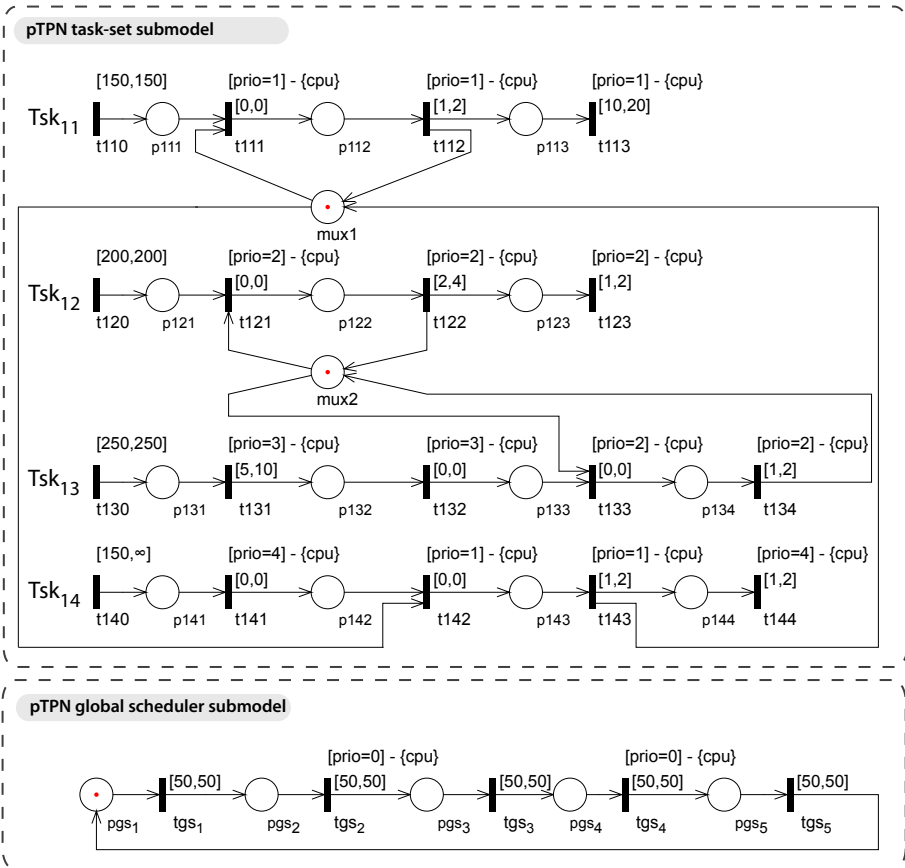 pTPN task-set submodel
[150,150] [prio=1] - {cpu} [prio=1] - {cpu} [prio=1] - {cpu}
Tsk11 [0,0] [1,2] [10,20]
t110 p111 t111 p112 t112 p113 t113
mux1
[200,200] [prio=2] - {cpu} [prio=2] - {cpu} [prio=2] - {cpu}
Tsk12 [0,0] [2,4] [1,2]
t120 p121 t121 p122 t122 p123 t123
mux2
[250,250] [prio=3] - {cpu} [prio=3] - {cpu} [prio=2] - {cpu} [prio=2] - {cpu}
Tsk13 [5,10] [0,0] [0,0] [1,2]
t130 p131 t131 p132 t132 p133 t133 p134 t134
[150,∞] [prio=4] - {cpu} [prio=1] - {cpu} [prio=1] - {cpu} [prio=4] - {cpu}
Tsk14 [0,0] [0,0] [1,2] [1,2]
t140 p141 t141 p142 t142 p143 t143 p144 t144
pTPN global scheduler submodel
[prio=0] - {cpu} [prio=0] - {cpu}
[50,50] [50,50] [50,50] [50,50] [50,50]
pgs1 tgs1 pgs2 tgs2 pgs3 tgs3 pgs4 tgs4 pgs5 tgs5